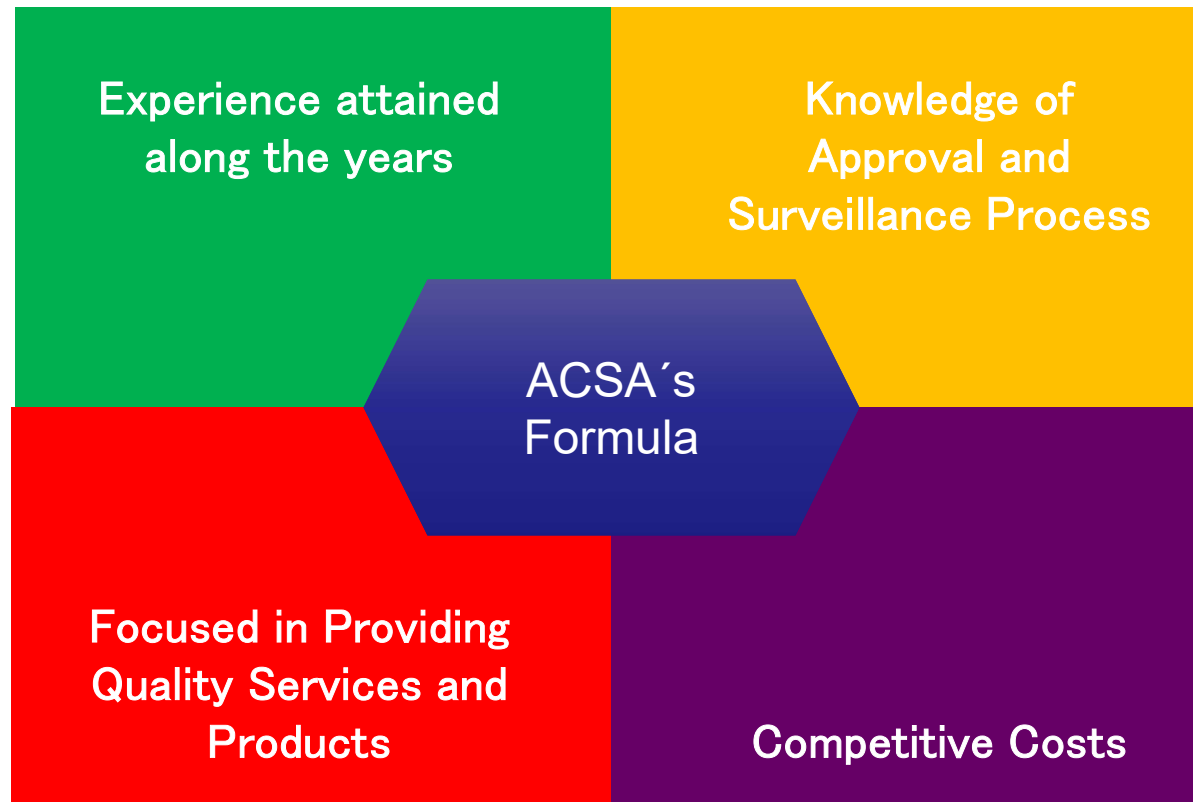 Experience attained
along the years
Knowledge of
Approval and
Surveillance Process
ACSA´s
Formula
Focused in Providing
Quality Services and
Products
Competitive Costs